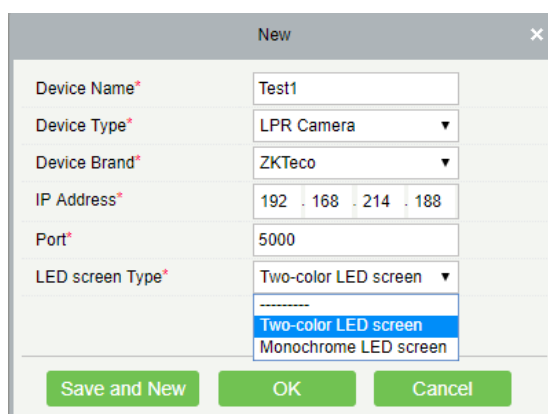 New ×
Device Name* Test1
Device Type* LPR Camera ▼
Device Brand* ZKTeco ▼
IP Address* 192 . 168 . 214 . 188
Port* 5000
LED screen Type* Two-color LED screen ▼
---------
Two-color LED screen
Monochrome LED screen
Save and New OK Cancel